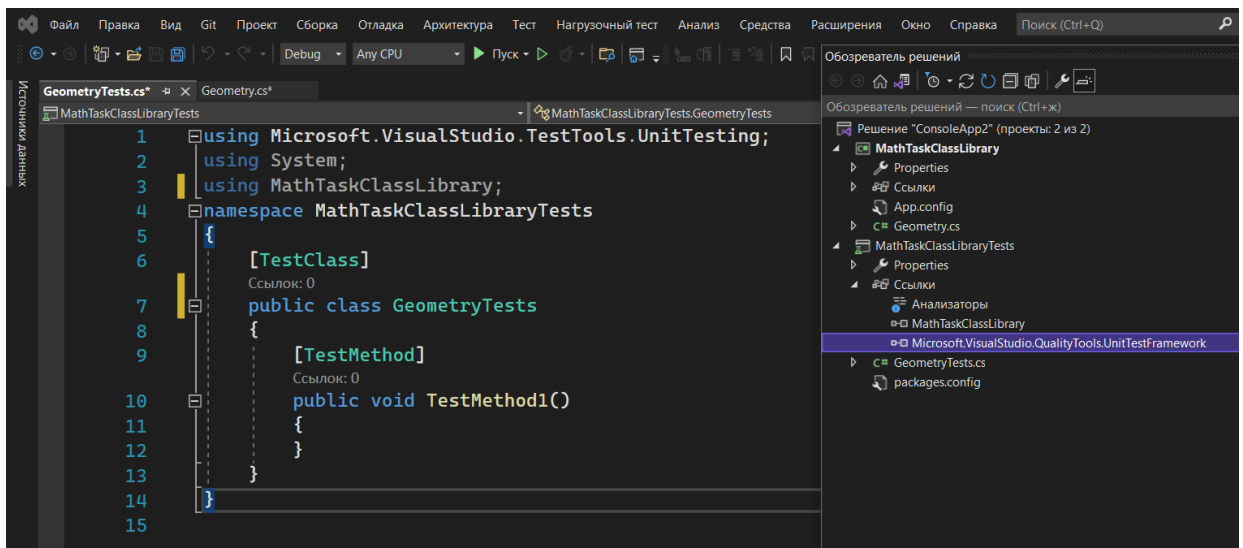 Файл Правка Вид Git Проект Сборка Отладка Архитектура Тест Нагрузочный тест Анализ Средства Расширения Окно Справка Поиск (Ctrl+Q)
Debug Any CPU Пуск
Источники данных
GeometryTests.cs* Geometry.cs*
MathTaskClassLibraryTests MathTaskClassLibraryTests.GeometryTests
1 using Microsoft.VisualStudio.TestTools.UnitTesting;
2 using System;
3 using MathTaskClassLibrary;
4 namespace MathTaskClassLibraryTests
5 {
6 [TestClass]
Ссылок: 0
7 public class GeometryTests
8 {
9 [TestMethod]
Ссылок: 0
10 public void TestMethod1()
11 {
12 }
13 }
14 }
15
Обозреватель решений
Обозреватель решений — поиск (Ctrl+ж)
Решение "ConsoleApp2" (проекты: 2 из 2)
C# MathTaskClassLibrary
Properties
Ссылки
App.config
C# Geometry.cs
MathTaskClassLibraryTests
Properties
Ссылки
Анализаторы
MathTaskClassLibrary
Microsoft.VisualStudio.QualityTools.UnitTestFramework
C# GeometryTests.cs
packages.config